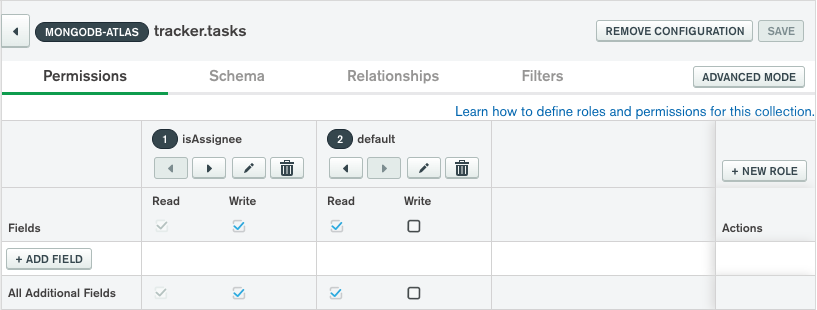 MONGODB-ATLAS tracker.tasks REMOVE CONFIGURATION SAVE
Permissions Schema Relationships Filters ADVANCED MODE
Learn how to define roles and permissions for this collection.
1 isAssignee 2 default
+ NEW ROLE
Read Write Read Write
Fields Actions
+ ADD FIELD
All Additional Fields